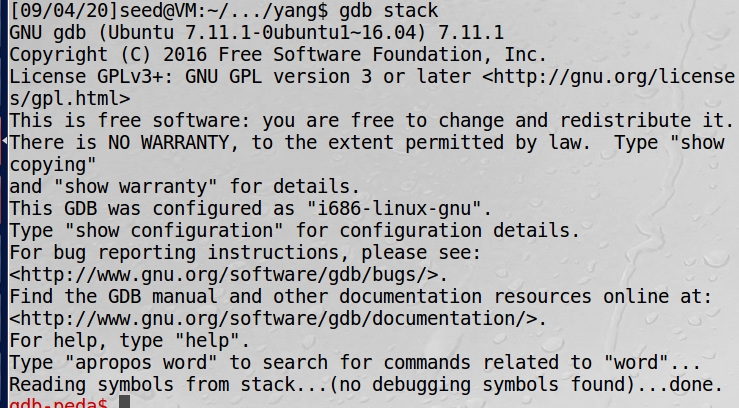 [09/04/20]seed@VM:~/.../yang$ gdb stack
GNU gdb (Ubuntu 7.11.1-0ubuntu1~16.04) 7.11.1
Copyright (C) 2016 Free Software Foundation, Inc.
License GPLv3+: GNU GPL version 3 or later <http://gnu.org/license
s/gpl.html>
This is free software: you are free to change and redistribute it.
There is NO WARRANTY, to the extent permitted by law.  Type "show
copying"
and "show warranty" for details.
This GDB was configured as "i686-linux-gnu".
Type "show configuration" for configuration details.
For bug reporting instructions, please see:
<http://www.gnu.org/software/gdb/bugs/>.
Find the GDB manual and other documentation resources online at:
<http://www.gnu.org/software/gdb/documentation/>.
For help, type "help".
Type "apropos word" to search for commands related to "word"...
Reading symbols from stack...(no debugging symbols found)...done.
gdb-peda$